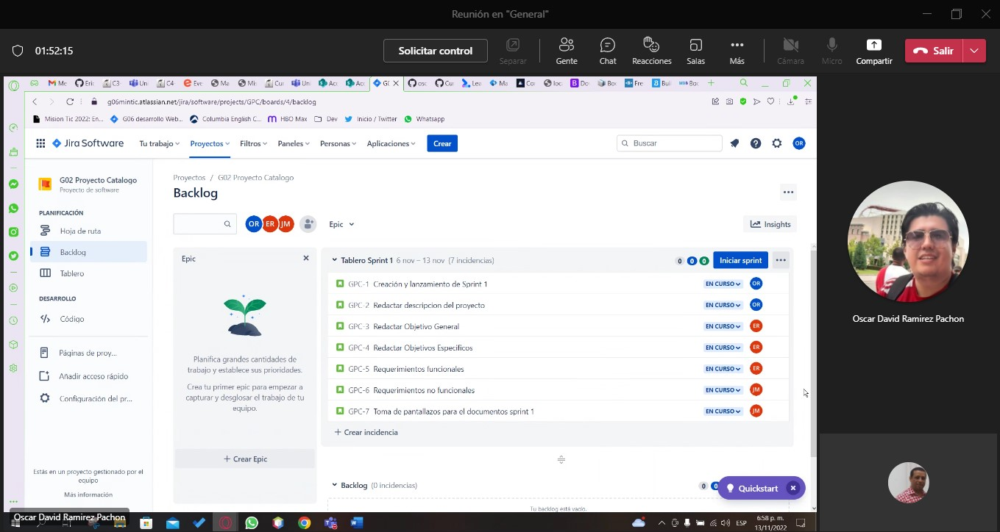 Reunión en "General"
01:52:15
Solicitar control
Separar
Gente
Chat
Reacciones
Salas
Más
Cámara
Micro
Compartir
Salir
g06mintic.atlassian.net/jira/software/projects/GPC/boards/4/backlog
Mision Tic 2022: En...
G06 desarrollo Web...
Columbia English C...
HBO Max
Dev
Inicio / Twitter
Whatsapp
Jira Software
Tu trabajo
Proyectos
Filtros
Paneles
Personas
Aplicaciones
Crear
Buscar
OR
G02 Proyecto Catalogo
Proyecto de software
PLANIFICACIÓN
Hoja de ruta
Backlog
Tablero
DESARROLLO
Código
Páginas de proy...
Añadir acceso rápido
Configuración del pr...
Estás en un proyecto gestionado por el
equipo
Más información
Proyectos / G02 Proyecto Catalogo
Backlog
OR ER JM
Epic
Insights
Epic
Planifica grandes cantidades de
trabajo y establece sus prioridades.
Crea tu primer epic para empezar a
capturar y desglosar el trabajo de tu
equipo.
+ Crear Epic
Tablero Sprint 1 6 nov – 13 nov (7 incidencias) 0 0 0 Iniciar sprint
GPC-1 Creación y lanzamiento de Sprint 1 EN CURSO OR
GPC-2 Redactar descripcion del proyecto EN CURSO OR
GPC-3 Redactar Objetivo General EN CURSO ER
GPC-4 Redactar Objetivos Especificos EN CURSO ER
GPC-5 Requerimientos funcionales EN CURSO ER
GPC-6 Requerimientos no funcionales EN CURSO JM
GPC-7 Toma de pantallazos para el documentos sprint 1 EN CURSO JM
+ Crear incidencia
Backlog (0 incidencias) 0 0
Quickstart
Tu backlog está vacío.
Oscar David Ramirez Pachon
Oscar David Ramirez Pachon
ESP
6:58 p. m.
13/11/2022